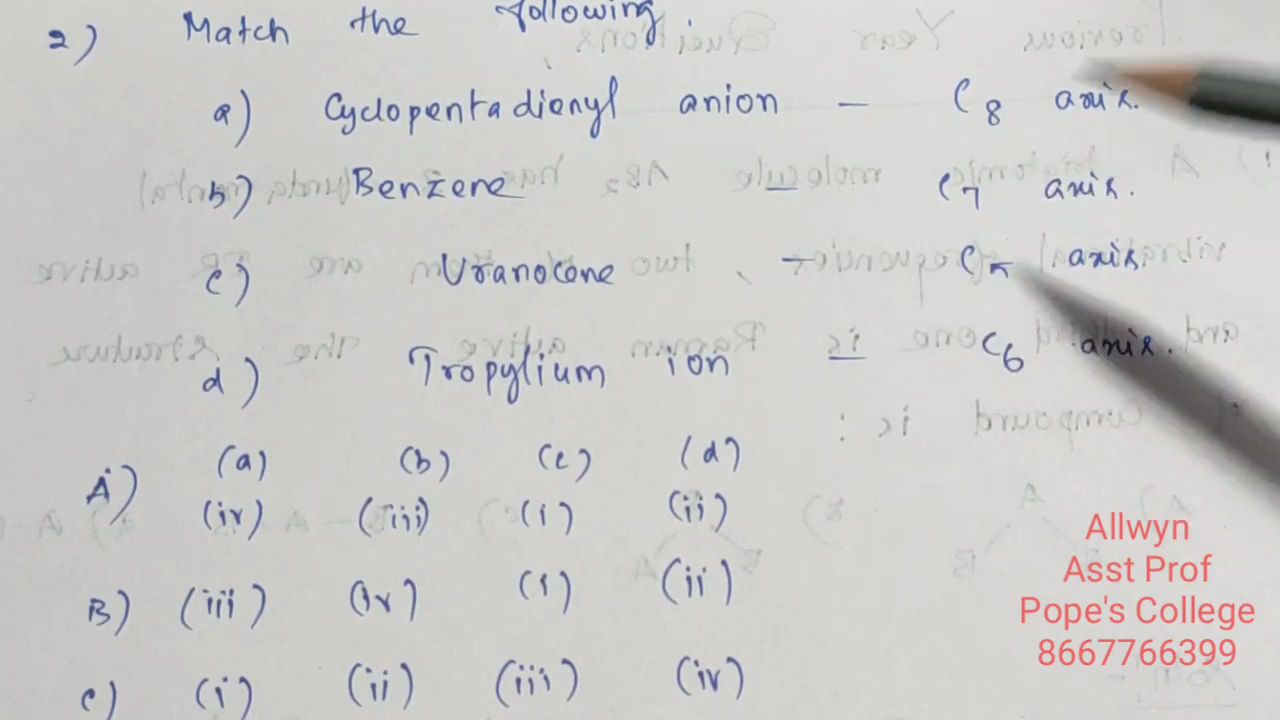 2) Match the following.
a) Cyclopentadienyl anion - C8 axis.
b) Benzene - C7 axis.
c) Uranocene - C5 axis.
d) Tropylium ion - C6 axis.
A) (a) (b) (c) (d)
(iv) (iii) (i) (ii)
B) (iii) (iv) (i) (ii)
C) (i) (ii) (iii) (iv)
Allwyn
Asst Prof
Pope's College
8667766399